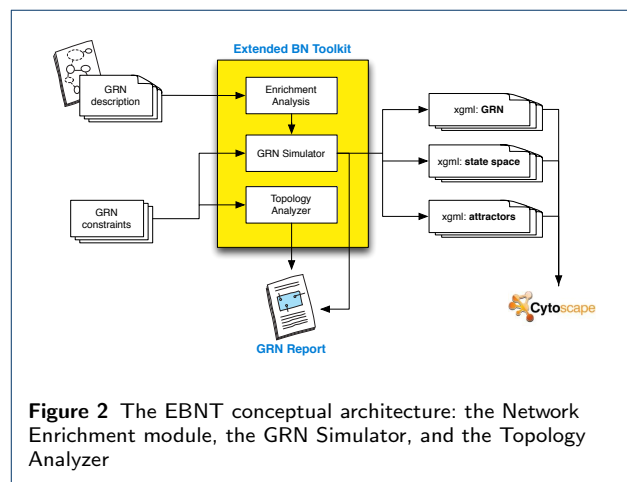 Extended BN Toolkit
GRN
description
Enrichment
Analysis
xgml: GRN
GRN Simulator
xgml: state space
GRN
constraints
Topology
Analyzer
xgml: attractors
GRN Report
Cytoscape
Figure 2 The EBNT conceptual architecture: the Network
Enrichment module, the GRN Simulator, and the Topology
Analyzer